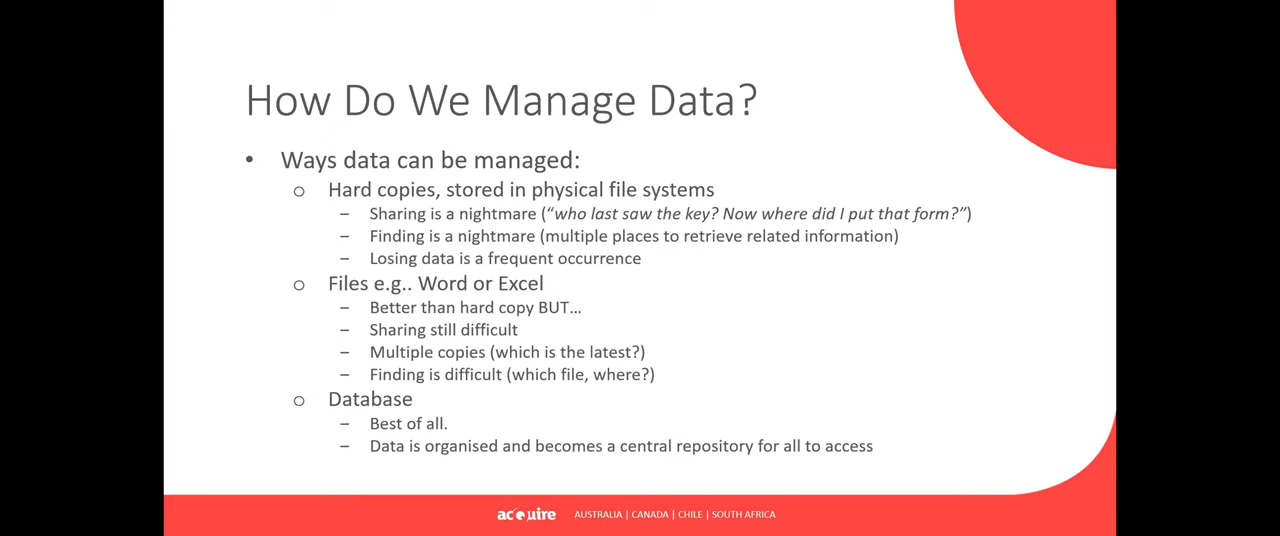 How Do We Manage Data?
• Ways data can be managed:
o Hard copies, stored in physical file systems
– Sharing is a nightmare (“who last saw the key? Now where did I put that form?”)
– Finding is a nightmare (multiple places to retrieve related information)
– Losing data is a frequent occurrence
o Files e.g.. Word or Excel
– Better than hard copy BUT…
– Sharing still difficult
– Multiple copies (which is the latest?)
– Finding is difficult (which file, where?)
o Database
– Best of all.
– Data is organised and becomes a central repository for all to access
acQuire AUSTRALIA | CANADA | CHILE | SOUTH AFRICA